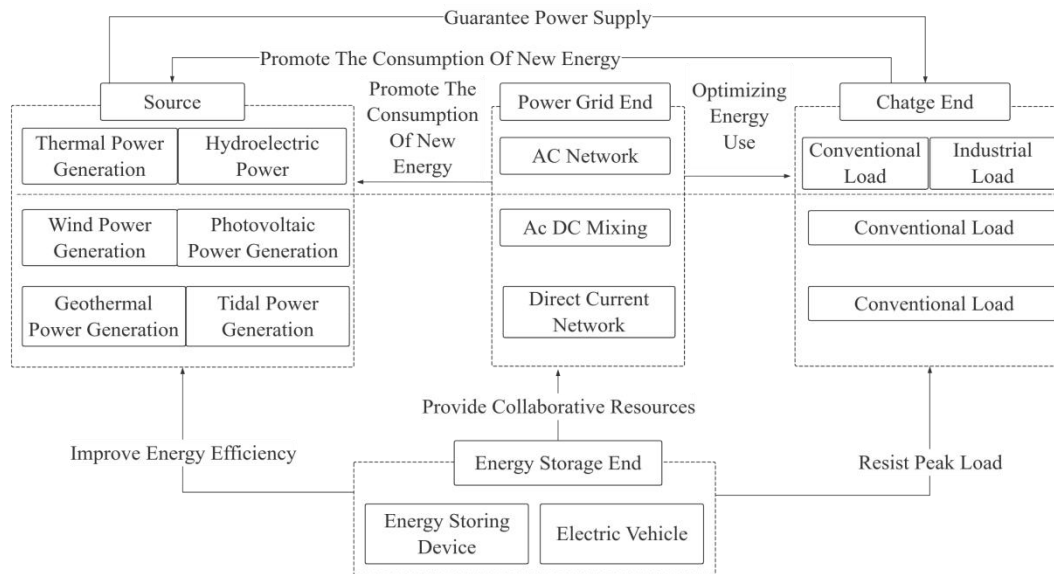 Guarantee Power Supply
Promote The Consumption Of New Energy
Source
Promote The
Consumption
Of New
Energy
Power Grid End
Optimizing
Energy
Use
Chatge End
Thermal Power
Generation
Hydroelectric
Power
AC Network
Conventional
Load
Industrial
Load
Wind Power
Generation
Photovoltaic
Power Generation
Ac DC Mixing
Conventional Load
Geothermal
Power Generation
Tidal Power
Generation
Direct Current
Network
Conventional Load
Provide Collaborative Resources
Improve Energy Efficiency
Energy Storage End
Resist Peak Load
Energy Storing
Device
Electric Vehicle